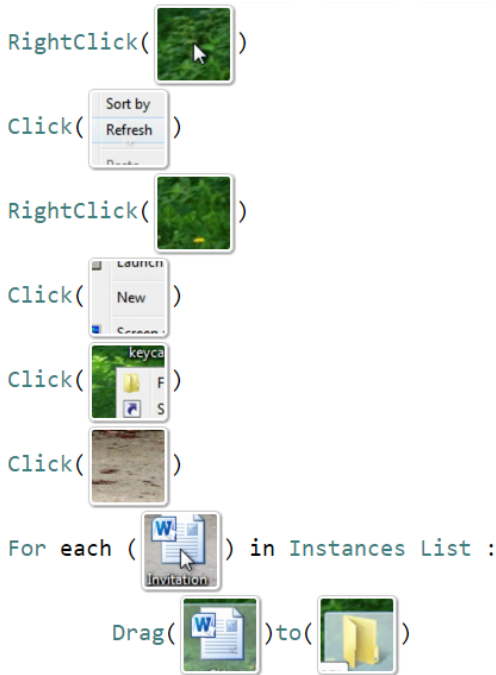 RightClick( )
Click( Sort by
Refresh )
RightClick( )
Click( Launch
New )
Click( keyca
F
S )
Click( )
For each ( W
Invitation ) in Instances List :
Drag( W )to( )